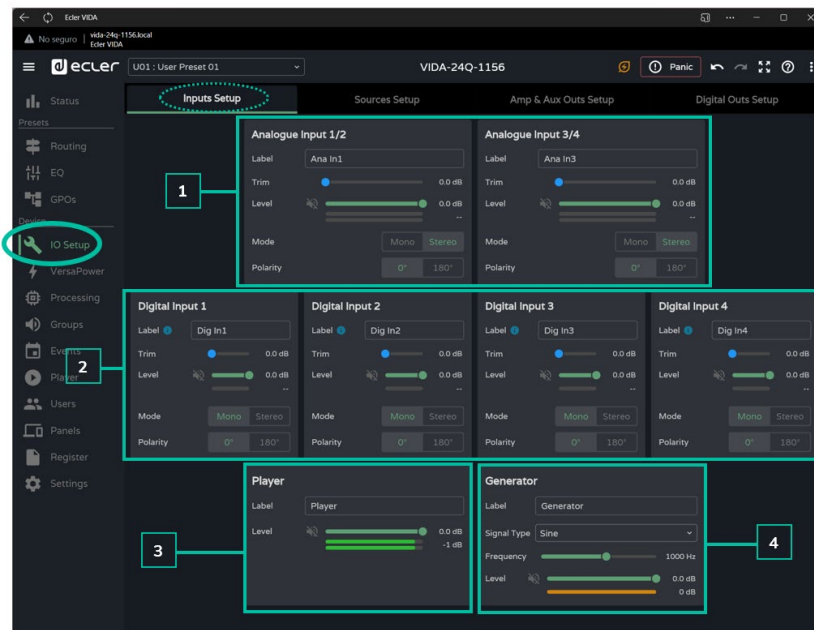 Ecler VIDA
No seguro vida-24q-1156.local
Ecler VIDA
ecler U01 : User Preset 01 VIDA-24Q-1156 Panic
Status
Presets
Routing
EQ
GPOs
Device
IO Setup
VersaPower
Processing
Groups
Events
Player
Users
Panels
Register
Settings
Inputs Setup Sources Setup Amp & Aux Outs Setup Digital Outs Setup
1
Analogue Input 1/2
Label Ana In1
Trim 0.0 dB
Level 0.0 dB
--
Mode Mono Stereo
Polarity 0° 180°
Analogue Input 3/4
Label Ana In3
Trim 0.0 dB
Level 0.0 dB
--
Mode Mono Stereo
Polarity 0° 180°
2
Digital Input 1
Label Dig In1
Trim 0.0 dB
Level 0.0 dB
--
Mode Mono Stereo
Polarity 0° 180°
Digital Input 2
Label Dig In2
Trim 0.0 dB
Level 0.0 dB
--
Mode Mono Stereo
Polarity 0° 180°
Digital Input 3
Label Dig In3
Trim 0.0 dB
Level 0.0 dB
--
Mode Mono Stereo
Polarity 0° 180°
Digital Input 4
Label Dig In4
Trim 0.0 dB
Level 0.0 dB
--
Mode Mono Stereo
Polarity 0° 180°
3
Player
Label Player
Level 0.0 dB
-1 dB
Generator
Label Generator
Signal Type Sine
Frequency 1000 Hz
Level 0.0 dB
0 dB
4